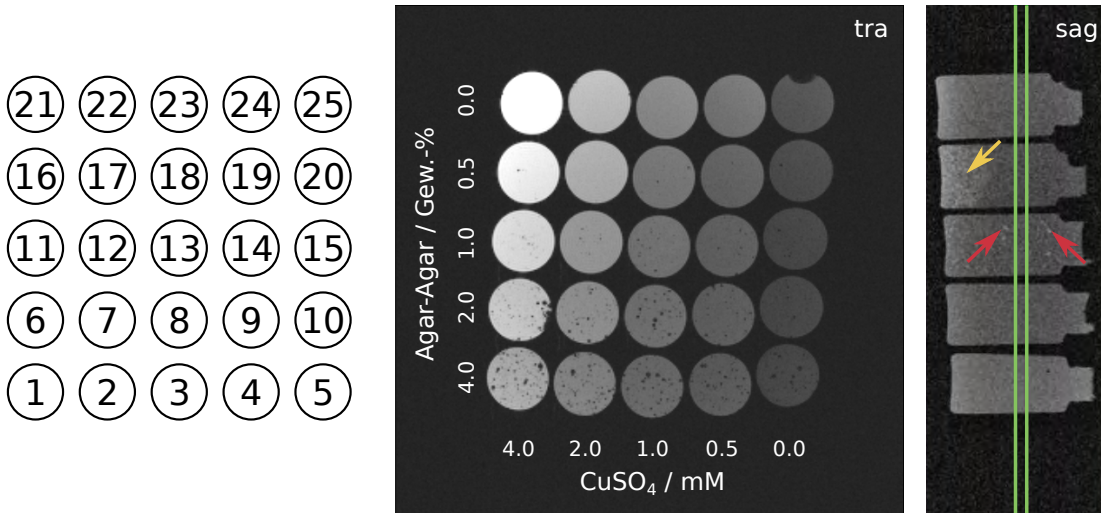 21 22 23 24 25
16 17 18 19 20
11 12 13 14 15
6 7 8 9 10
1 2 3 4 5
tra
Agar-Agar / Gew.-%
0.0
0.5
1.0
2.0
4.0
4.0 2.0 1.0 0.5 0.0
CuSO₄ / mM
sag